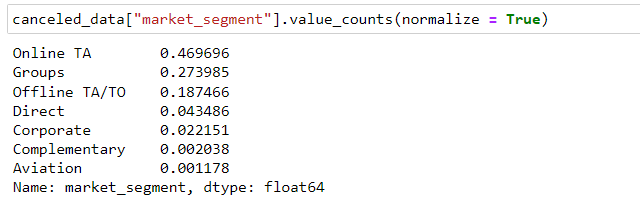 canceled_data["market_segment"].value_counts(normalize = True)
Online TA 0.469696
Groups 0.273985
Offline TA/TO 0.187466
Direct 0.043486
Corporate 0.022151
Complementary 0.002038
Aviation 0.001178
Name: market_segment, dtype: float64